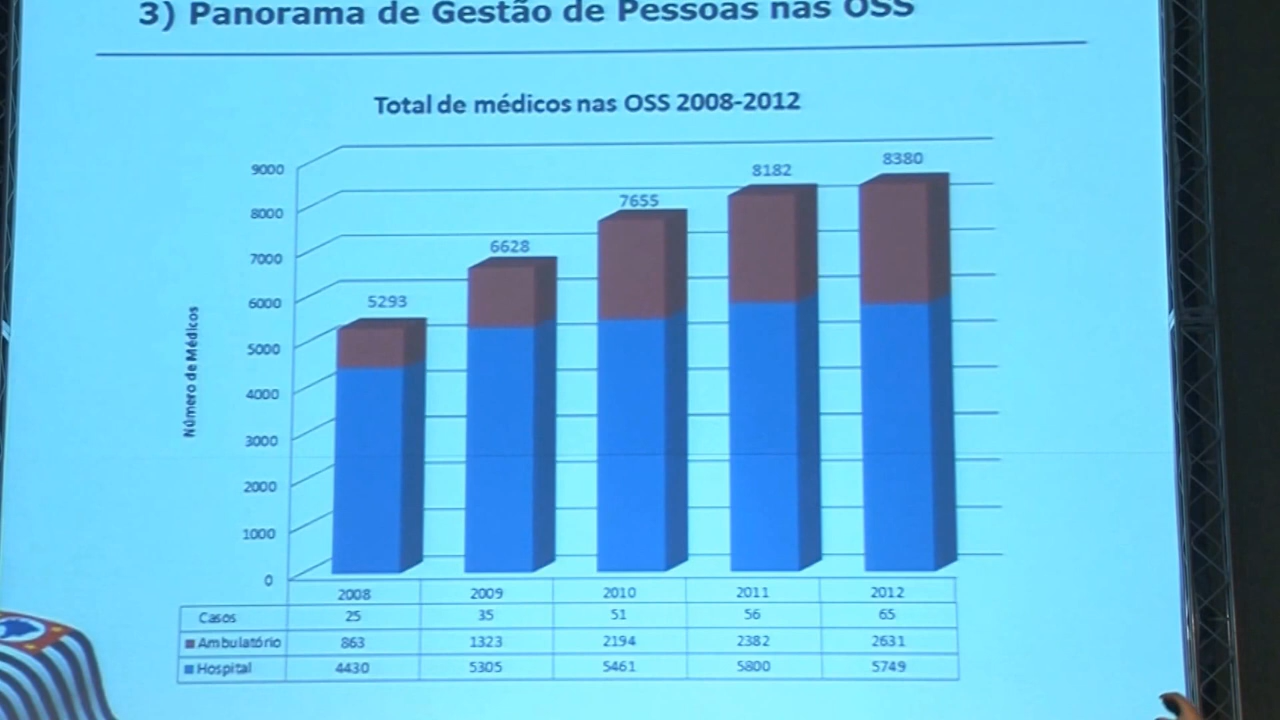 3) Panorama de Gestão de Pessoas nas OSS
Total de médicos nas OSS 2008-2012
Número de Médicos
9000
8000
7000
6000
5000
4000
3000
2000
1000
0
5293
6628
7655
8182
8380
2008 2009 2010 2011 2012
Casos 25 35 51 56 65
Ambulatório 863 1323 2194 2382 2631
Hospital 4430 5305 5461 5800 5749